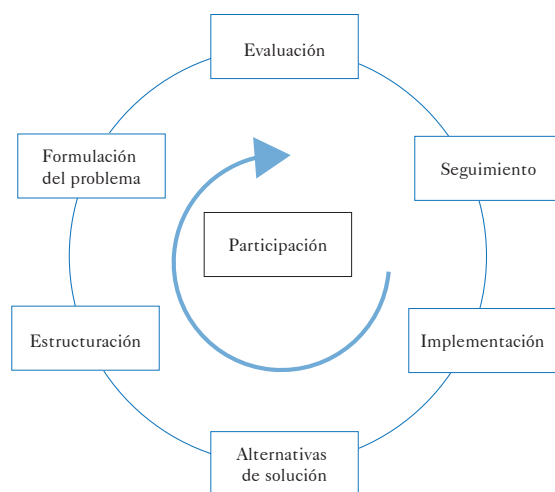 Evaluación
Formulación
del problema
Seguimiento
Participación
Estructuración
Implementación
Alternativas
de solución